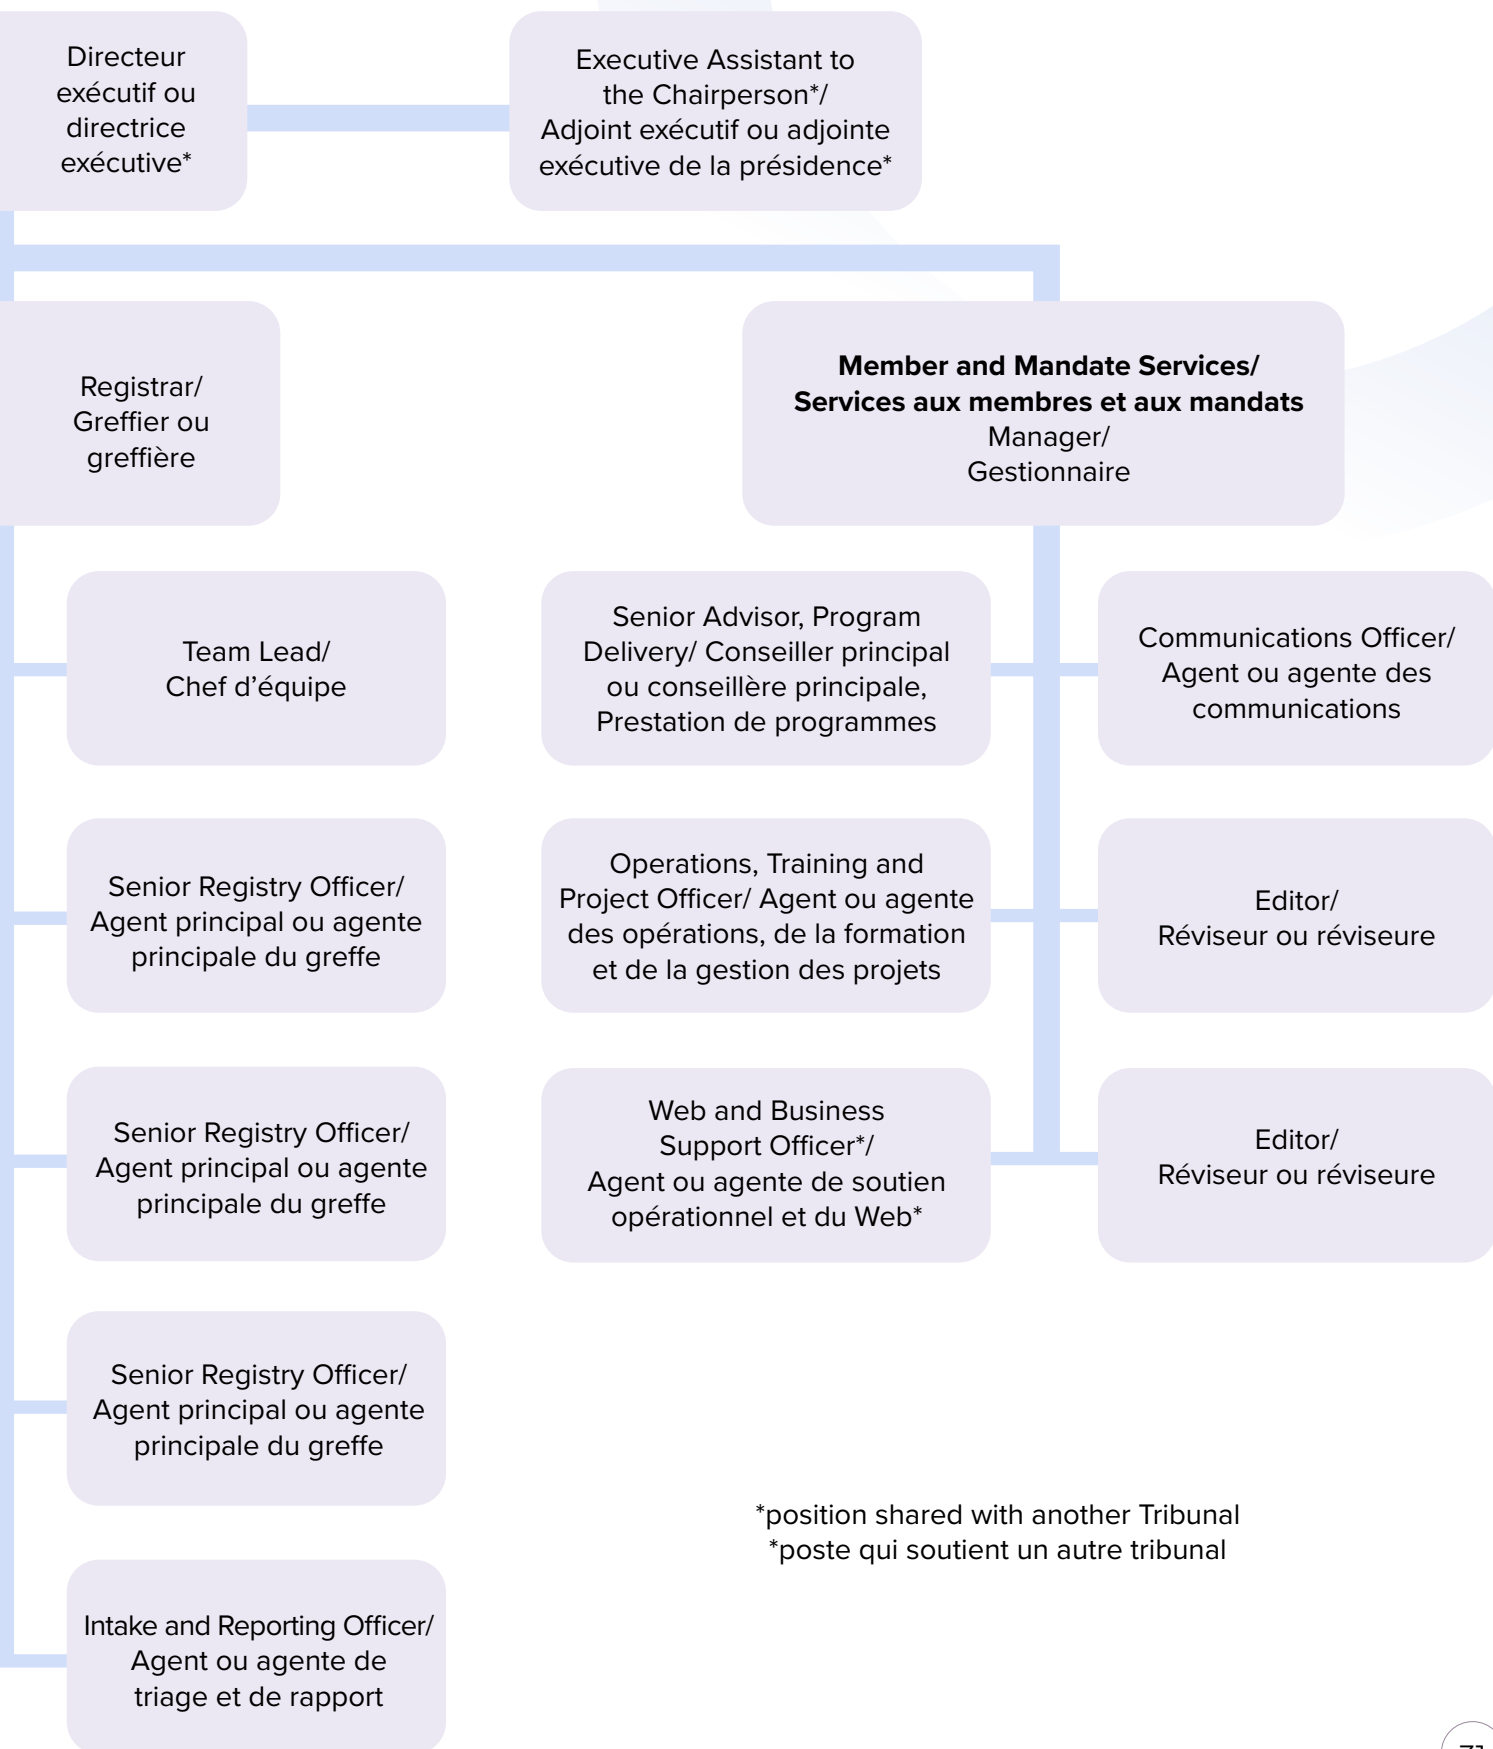 Directeur
exécutif ou
directrice
exécutive*
Executive Assistant to
the Chairperson*/
Adjoint exécutif ou adjointe
exécutive de la présidence*
Registrar/
Greffier ou
greffière
Member and Mandate Services/
Services aux membres et aux mandats
Manager/
Gestionnaire
Team Lead/
Chef d’équipe
Senior Advisor, Program
Delivery/ Conseiller principal
ou conseillère principale,
Prestation de programmes
Communications Officer/
Agent ou agente des
communications
Senior Registry Officer/
Agent principal ou agente
principale du greffe
Operations, Training and
Project Officer/ Agent ou agente
des opérations, de la formation
et de la gestion des projets
Editor/
Réviseur ou réviseure
Senior Registry Officer/
Agent principal ou agente
principale du greffe
Web and Business
Support Officer*/
Agent ou agente de soutien
opérationnel et du Web*
Editor/
Réviseur ou réviseure
Senior Registry Officer/
Agent principal ou agente
principale du greffe
*position shared with another Tribunal
*poste qui soutient un autre tribunal
Intake and Reporting Officer/
Agent ou agente de
triage et de rapport